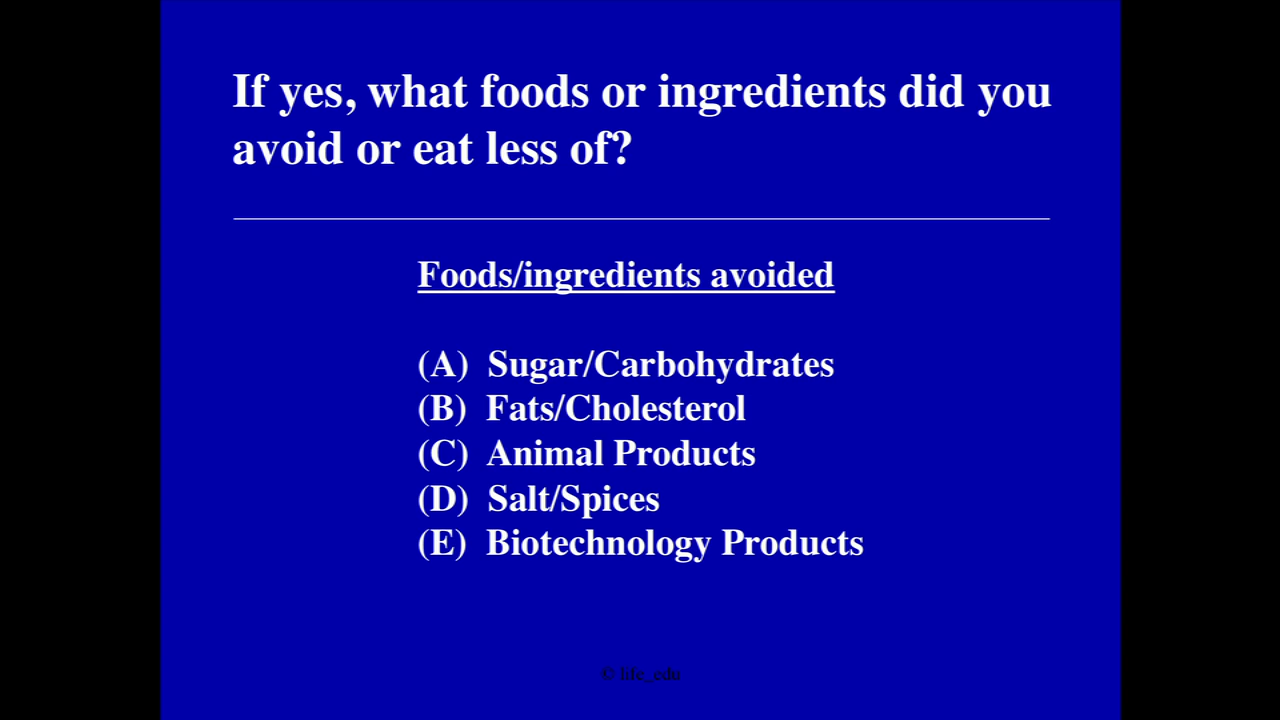 If yes, what foods or ingredients did you
avoid or eat less of?
Foods/ingredients avoided
(A) Sugar/Carbohydrates
(B) Fats/Cholesterol
(C) Animal Products
(D) Salt/Spices
(E) Biotechnology Products
© life_edu